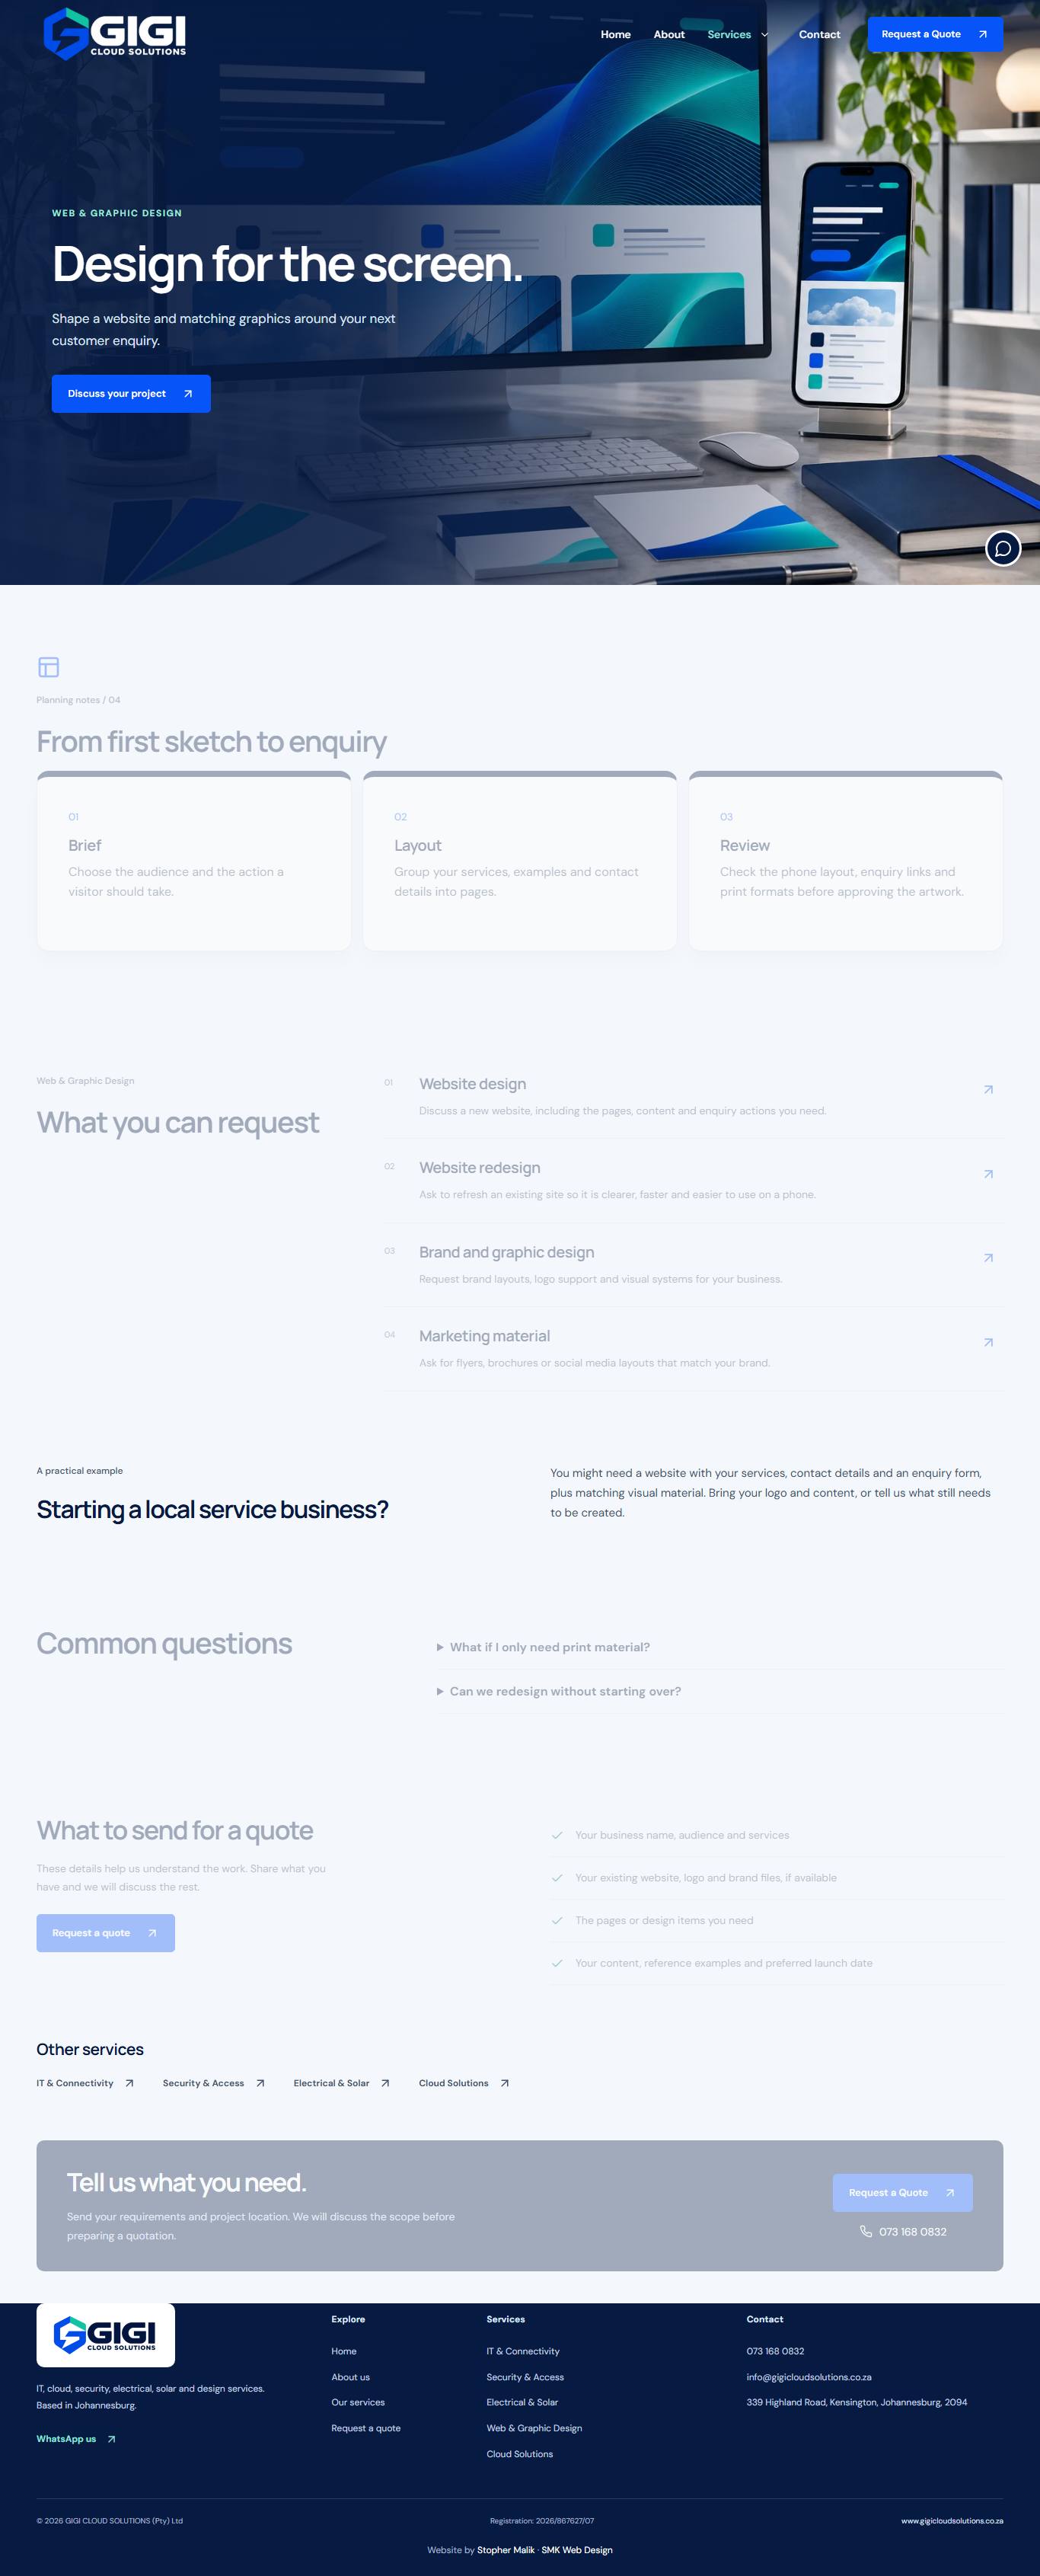 GIGI
CLOUD SOLUTIONS
Home
About
Services
Contact
Request a Quote
WEB & GRAPHIC DESIGN
Design for the screen.
Shape a website and matching graphics around your next
customer enquiry.
Discuss your project
Planning notes / 04
From first sketch to enquiry
01
Brief
Choose the audience and the action a
visitor should take.
02
Layout
Group your services, examples and contact
details into pages.
03
Review
Check the phone layout, enquiry links and
print formats before approving the artwork.
Web & Graphic Design
What you can request
01
Website design
Discuss a new website, including the pages, content and enquiry actions you need.
02
Website redesign
Ask to refresh an existing site so it is clearer, faster and easier to use on a phone.
03
Brand and graphic design
Request brand layouts, logo support and visual systems for your business.
04
Marketing material
Ask for flyers, brochures or social media layouts that match your brand.
A practical example
Starting a local service business?
You might need a website with your services, contact details and an enquiry form,
plus matching visual material. Bring your logo and content, or tell us what still needs
to be created.
Common questions
What if I only need print material?
Can we redesign without starting over?
What to send for a quote
These details help us understand the work. Share what you
have and we will discuss the rest.
Request a quote
Your business name, audience and services
Your existing website, logo and brand files, if available
The pages or design items you need
Your content, reference examples and preferred launch date
Other services
IT & Connectivity
Security & Access
Electrical & Solar
Cloud Solutions
Tell us what you need.
Send your requirements and project location. We will discuss the scope before
preparing a quotation.
Request a Quote
073 168 0832
GIGI
CLOUD SOLUTIONS
IT, cloud, security, electrical, solar and design services.
Based in Johannesburg.
WhatsApp us
Explore
Home
About us
Our services
Request a quote
Services
IT & Connectivity
Security & Access
Electrical & Solar
Web & Graphic Design
Cloud Solutions
Contact
073 168 0832
info@gigicloudsolutions.co.za
339 Highland Road, Kensington, Johannesburg, 2094
© 2026 GIGI CLOUD SOLUTIONS (Pty) Ltd
Registration: 2026/867627/07
www.gigicloudsolutions.co.za
Website by Stopher Malik · SMK Web Design